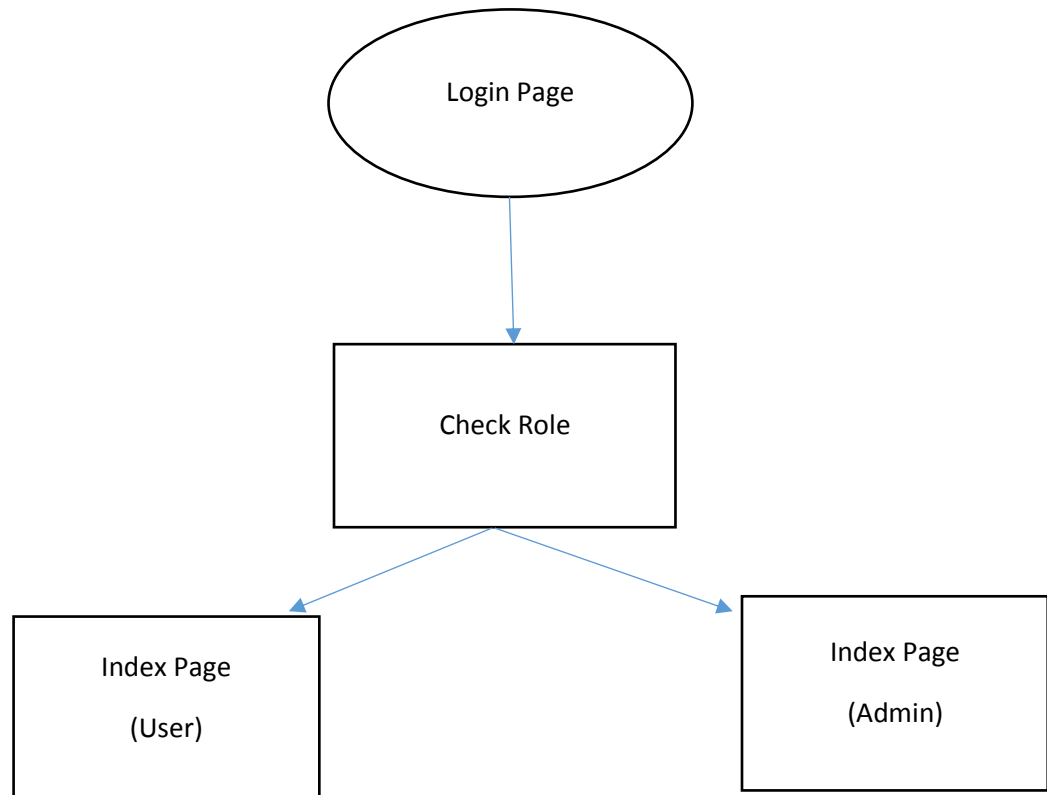 Login Page
Check Role
Index Page
(User)
Index Page
(Admin)